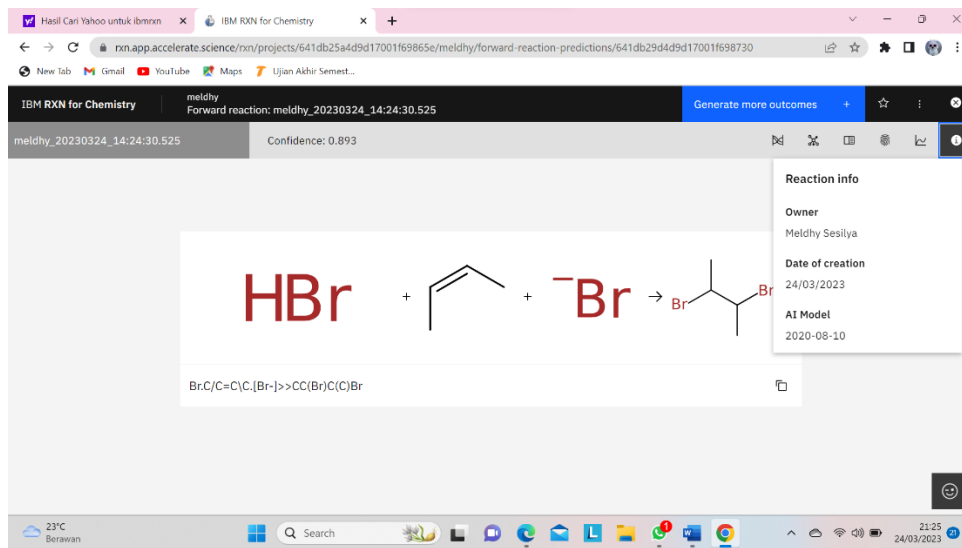 Hasil Cari Yahoo untuk ibmrxn
IBM RXN for Chemistry
rxn.app.accelerate.science/rxn/projects/641db25a4d9d17001f69865e/meldhy/forward-reaction-predictions/641db29d4d9d17001f698730
New Tab
Gmail
YouTube
Maps
Ujian Akhir Semest...
IBM RXN for Chemistry
meldhy
Forward reaction: meldhy_20230324_14:24:30.525
Generate more outcomes +
meldhy_20230324_14:24:30.525
Confidence: 0.893
Reaction info
Owner
Meldhy Sesilya
Date of creation
24/03/2023
AI Model
2020-08-10
HBr + + ⁻Br → Br Br
Br.C/C=C\C.[Br-]>>CC(Br)C(C)Br
23°C
Berawan
Search
L
1
21:25
24/03/2023
21